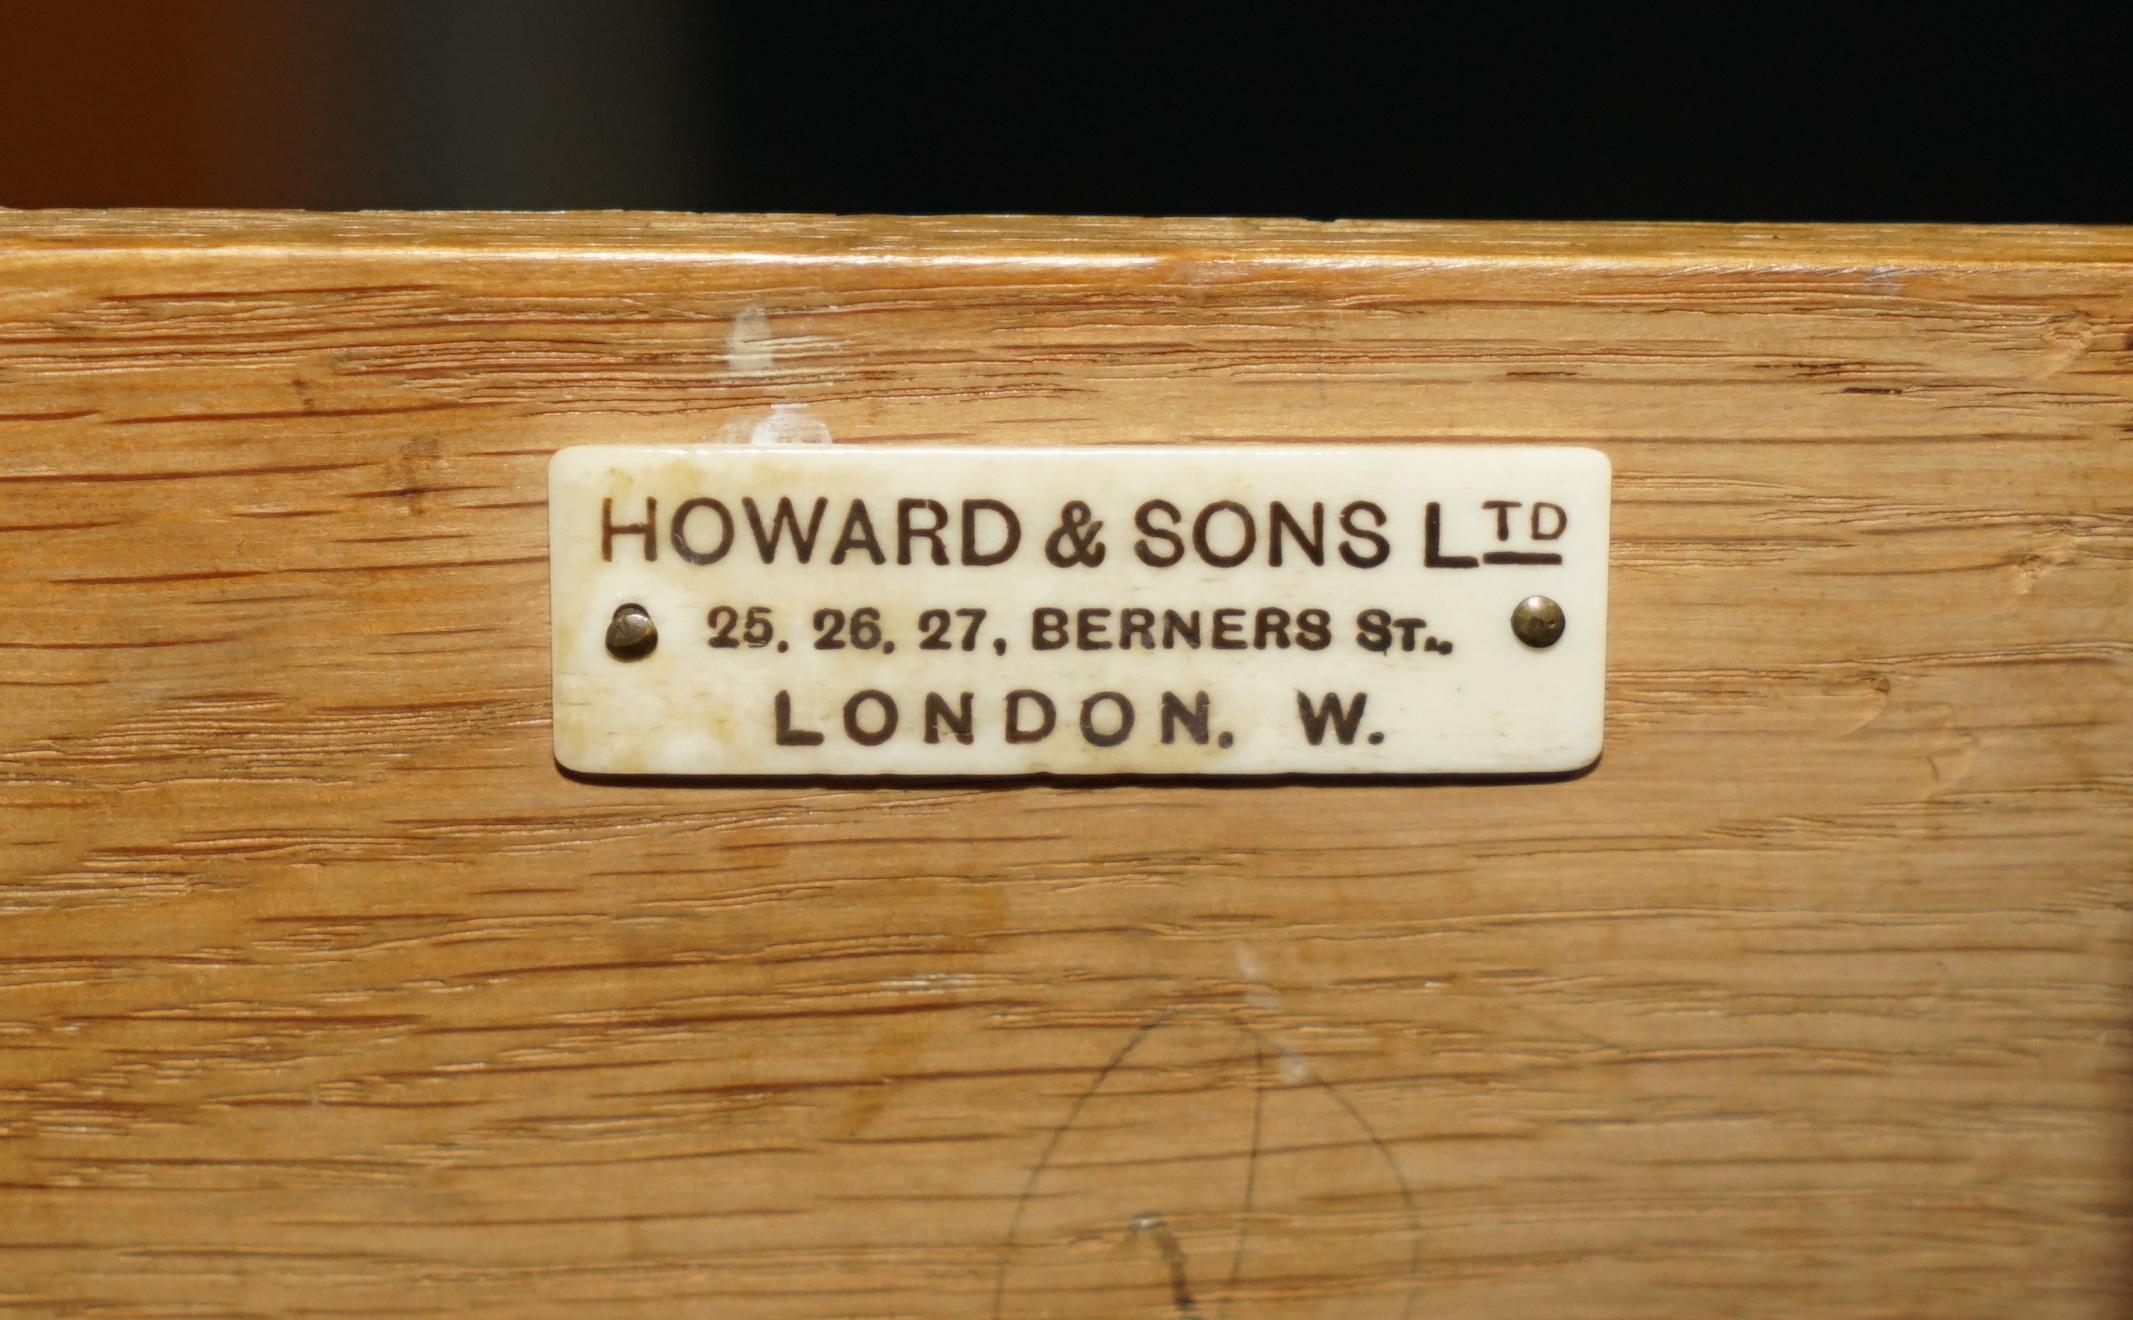 HOWARD & SONS LTD
25, 26, 27, BERNERS ST.,
LONDON. W.